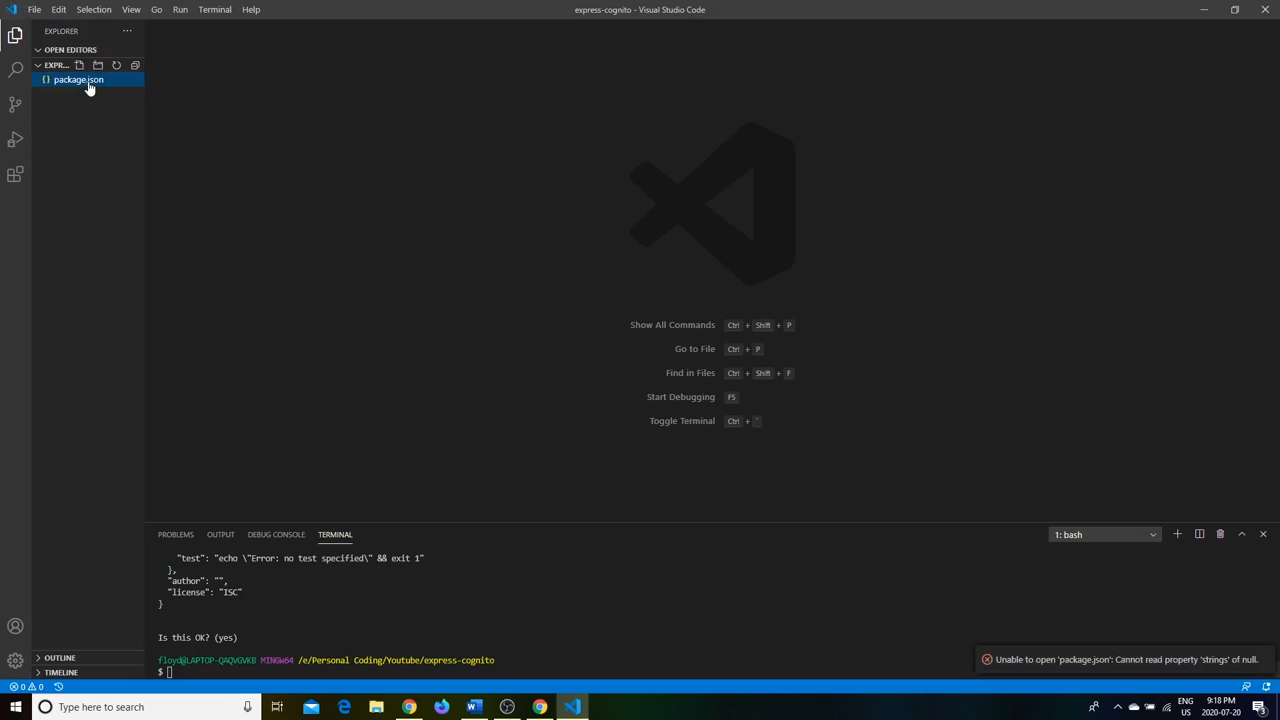 File Edit Selection View Go Run Terminal Help
express-cognito - Visual Studio Code
EXPLORER
OPEN EDITORS
EXPR...
{ } package.json
Show All Commands Ctrl + Shift + P
Go to File Ctrl + P
Find in Files Ctrl + Shift + F
Start Debugging F5
Toggle Terminal Ctrl + `
PROBLEMS OUTPUT DEBUG CONSOLE TERMINAL
1: bash
"test": "echo \"Error: no test specified\" && exit 1"
},
"author": "",
"license": "ISC"
}
Is this OK? (yes)
floyd@LAPTOP-QAQVGVKB MINGW64 /e/Personal Coding/Youtube/express-cognito
$
Unable to open 'package.json': Cannot read property 'strings' of null.
OUTLINE
TIMELINE
0 0
Type here to search
ENG
US
9:18 PM
2020-07-20
2